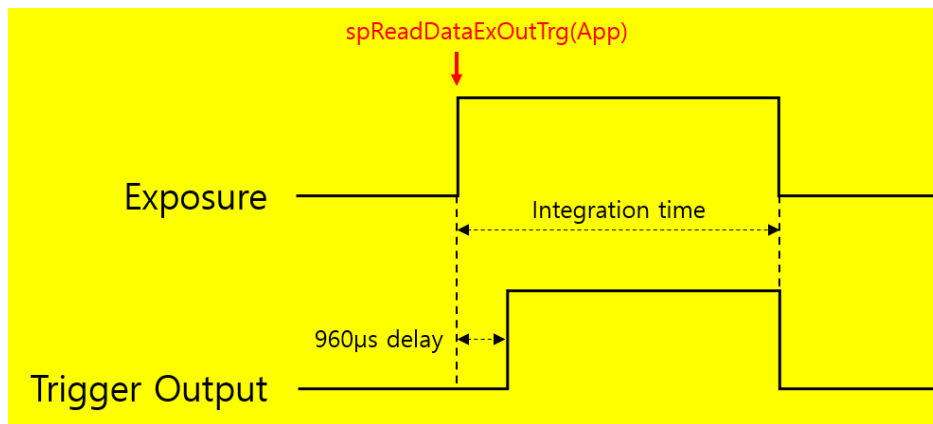 spReadDataExOutTrg(App)
Exposure
Integration time
960µs delay
Trigger Output